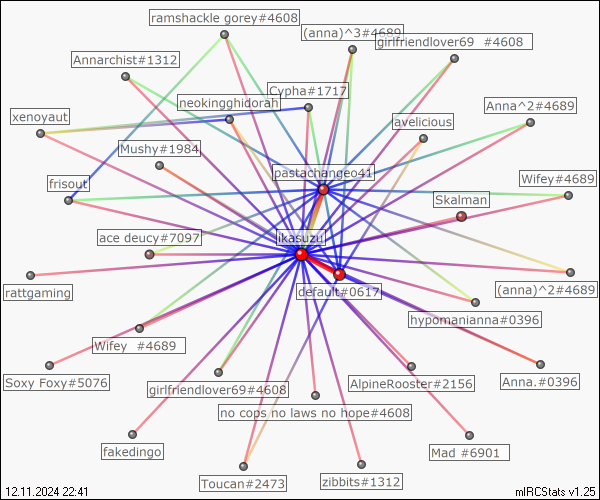 ramshackle gorey#4608
(anna)^3#4689
girlfriendlover69 #4608
Annarchist#1312
Cypha#1717
neokingghidorah
Anna^2#4689
xenoyaut
avelicious
Mushy#1984
pastachangeo41
Wifey#4689
frisout
Skalman
ace deucy#7097
ikasuzu
rattgaming
default#0617
(anna)^2#4689
hypomanianna#0396
Wifey #4689
Soxy Foxy#5076
girlfriendlover69#4608
AlpineRooster#2156
Anna.#0396
no cops no laws no hope#4608
fakedingo
Mad #6901
Toucan#2473
zibbits#1312
12.11.2024 22:41
mIRCStats v1.25